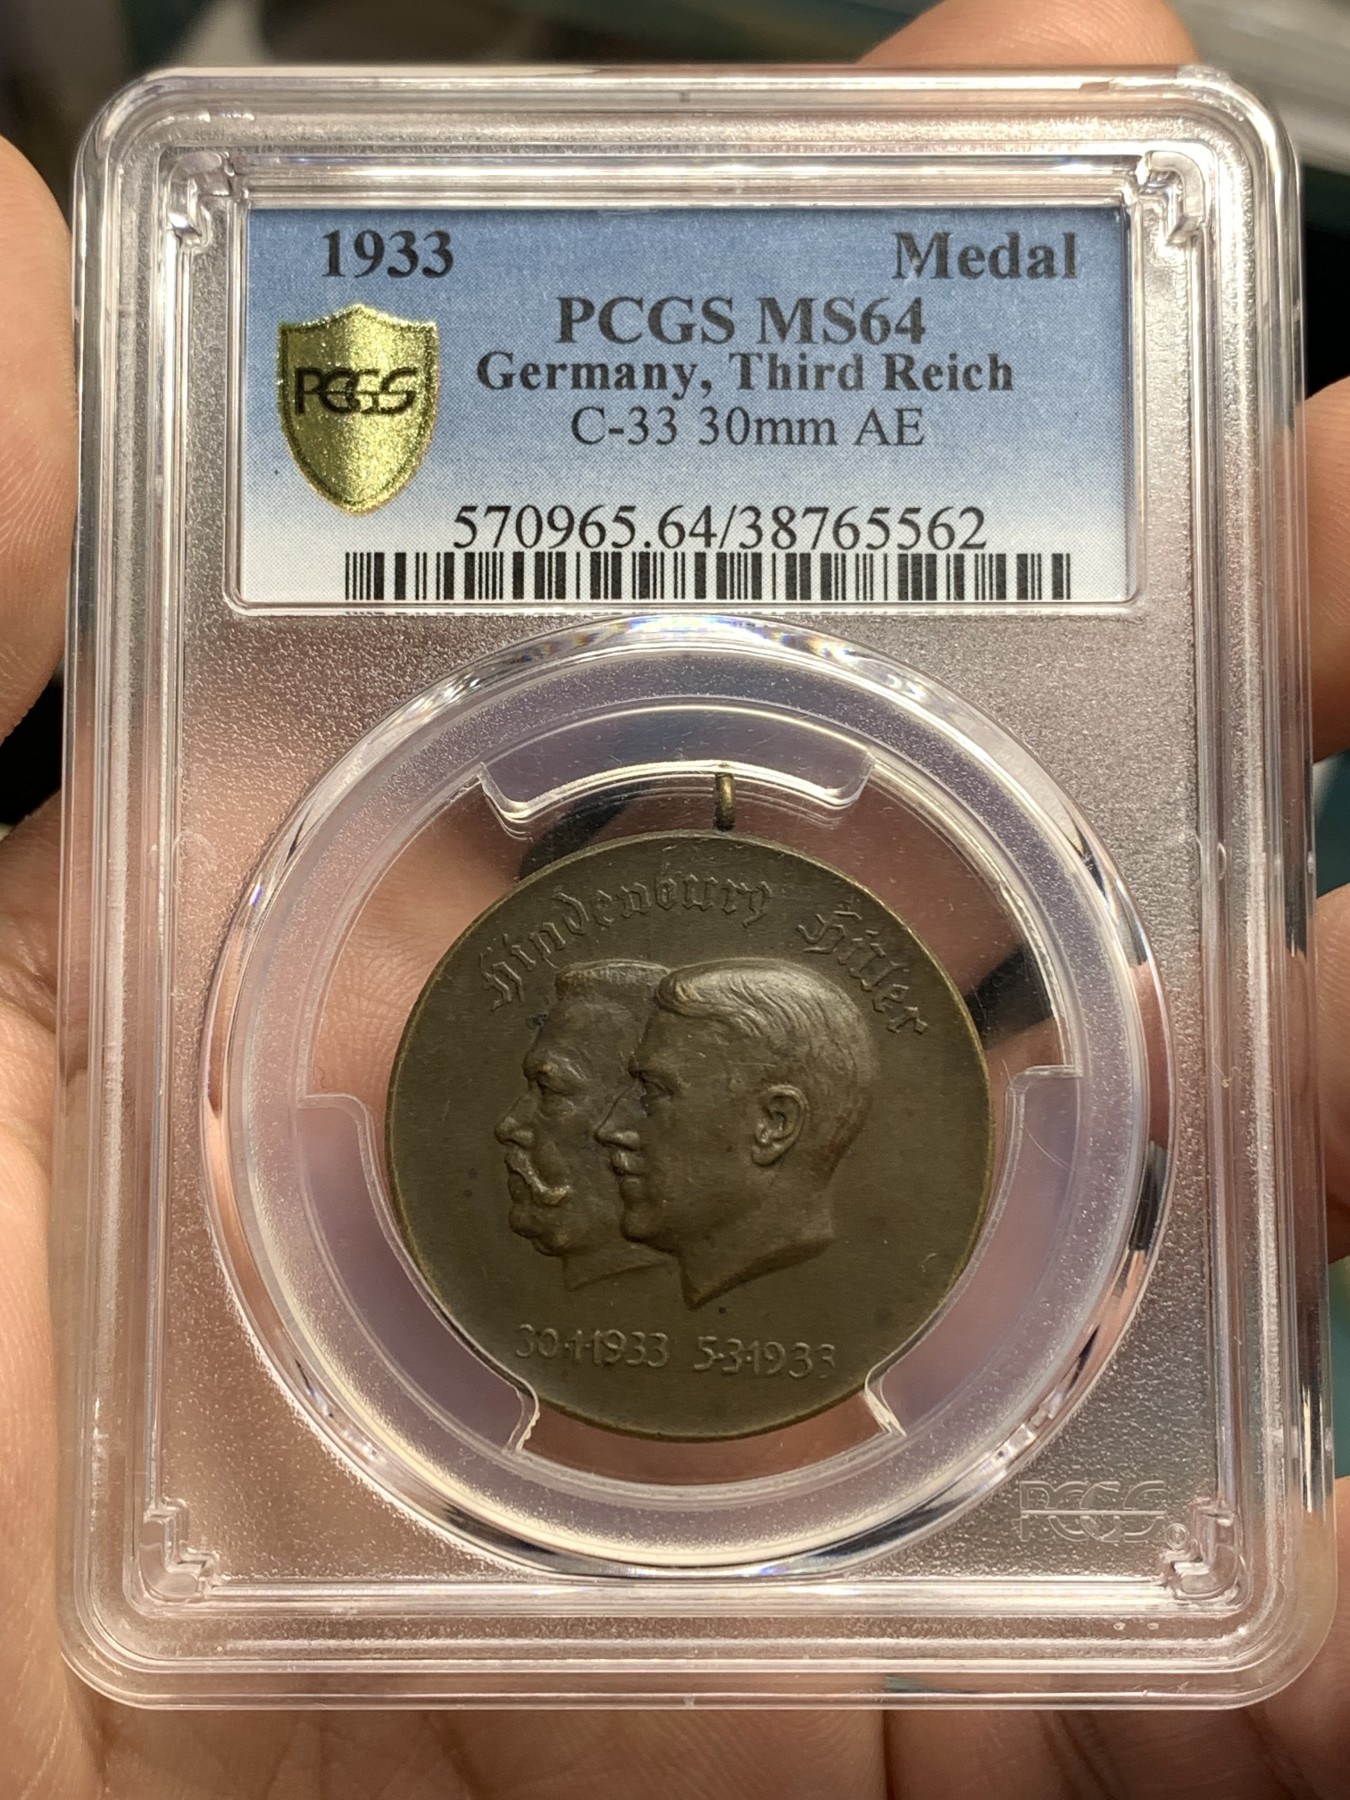 1933 Medal
PCGS MS64
Germany, Third Reich
PCGS
C-33 30mm AE
570965.64/38765562
Hindenburg Hitler
30·1·1933 5·3·1933
PCGS